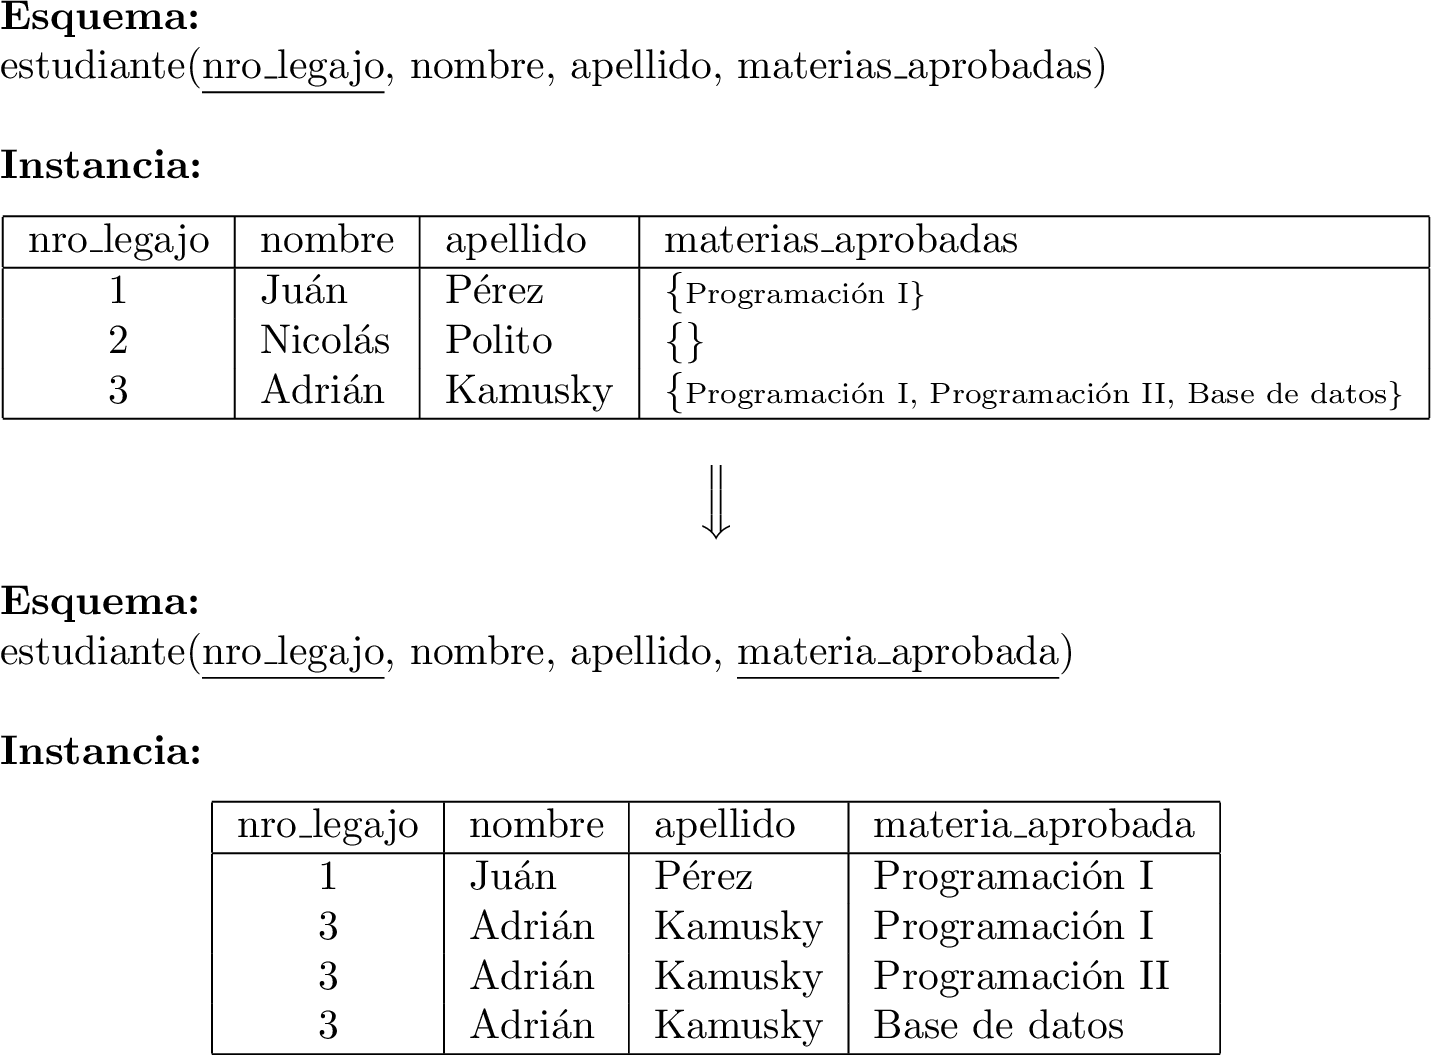 Esquema:
estudiante(nro_legajo, nombre, apellido, materias_aprobadas)
Instancia:
nro_legajo nombre apellido materias_aprobadas
1 Juán Pérez {Programación I}
2 Nicolás Polito {}
3 Adrián Kamusky {Programación I, Programación II, Base de datos}
⇓
Esquema:
estudiante(nro_legajo, nombre, apellido, materia_aprobada)
Instancia:
nro_legajo nombre apellido materia_aprobada
1 Juán Pérez Programación I
3 Adrián Kamusky Programación I
3 Adrián Kamusky Programación II
3 Adrián Kamusky Base de datos